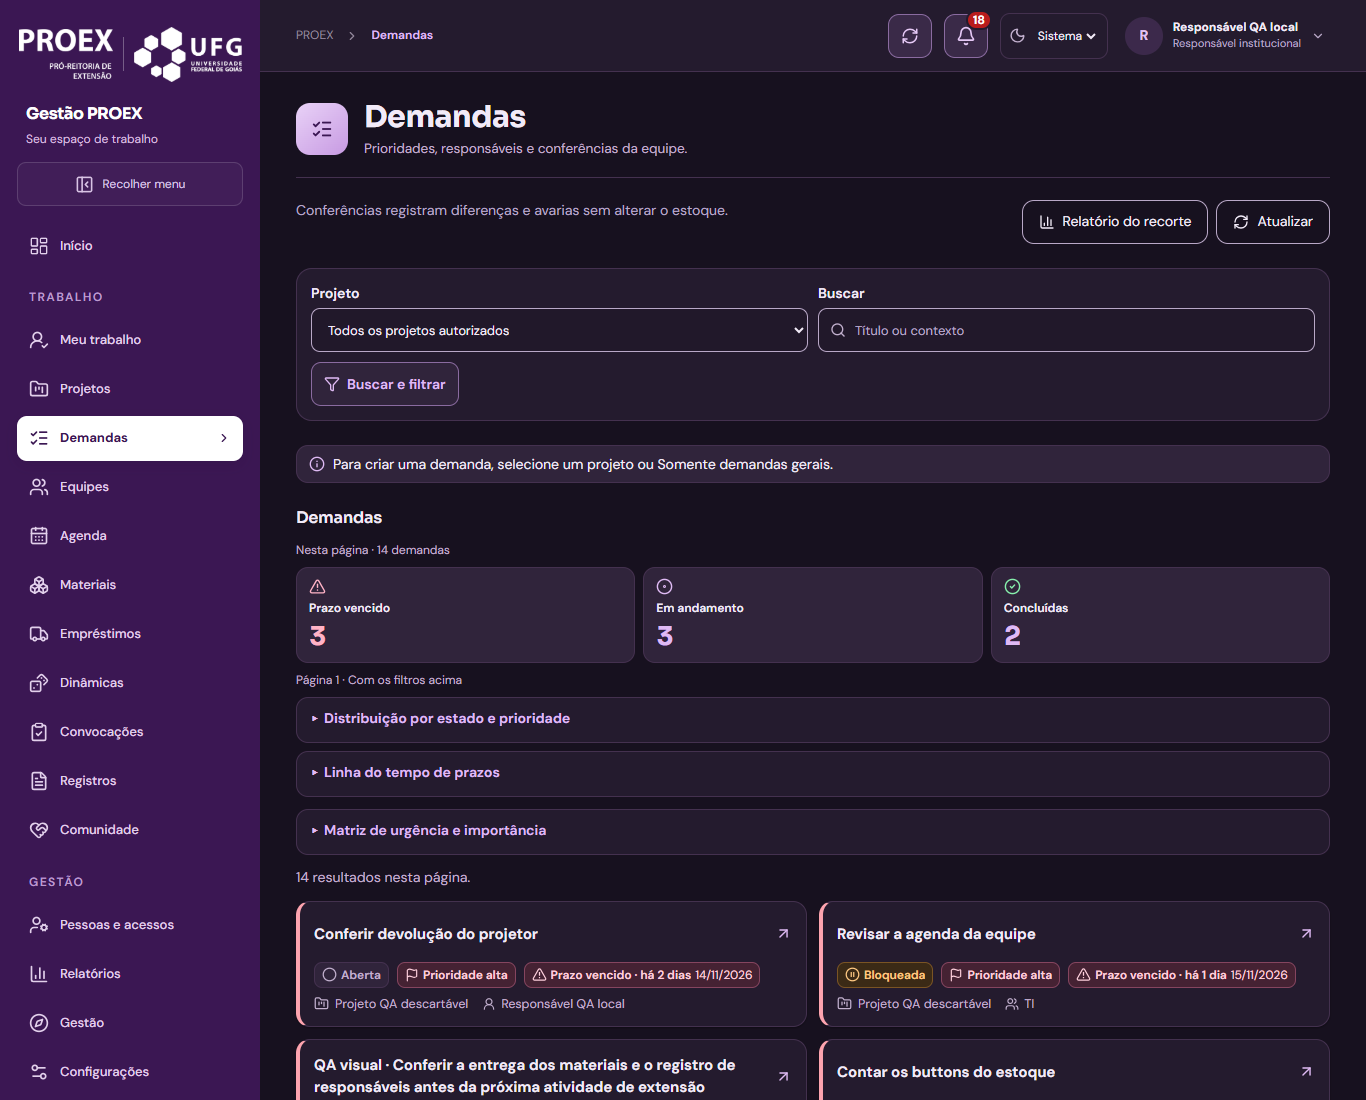 PROEX
PRÓ-REITORIA DE
EXTENSÃO
UFG
UNIVERSIDADE
FEDERAL DE GOIÁS
Gestão PROEX
Seu espaço de trabalho
Recolher menu
Início
TRABALHO
Meu trabalho
Projetos
Demandas
Equipes
Agenda
Materiais
Empréstimos
Dinâmicas
Convocações
Registros
Comunidade
GESTÃO
Pessoas e acessos
Relatórios
Gestão
Configurações
PROEX
Demandas
18
Sistema
R
Responsável QA local
Responsável institucional
Demandas
Prioridades, responsáveis e conferências da equipe.
Conferências registram diferenças e avarias sem alterar o estoque.
Relatório do recorte
Atualizar
Projeto
Todos os projetos autorizados
Buscar
Título ou contexto
Buscar e filtrar
Para criar uma demanda, selecione um projeto ou Somente demandas gerais.
Demandas
Nesta página · 14 demandas
Prazo vencido
3
Em andamento
3
Concluídas
2
Página 1 · Com os filtros acima
Distribuição por estado e prioridade
Linha do tempo de prazos
Matriz de urgência e importância
14 resultados nesta página.
Conferir devolução do projetor
Aberta
Prioridade alta
Prazo vencido · há 2 dias 14/11/2026
Projeto QA descartável
Responsável QA local
Revisar a agenda da equipe
Bloqueada
Prioridade alta
Prazo vencido · há 1 dia 15/11/2026
Projeto QA descartável
TI
QA visual · Conferir a entrega dos materiais e o registro de
responsáveis antes da próxima atividade de extensão
Contar os buttons do estoque